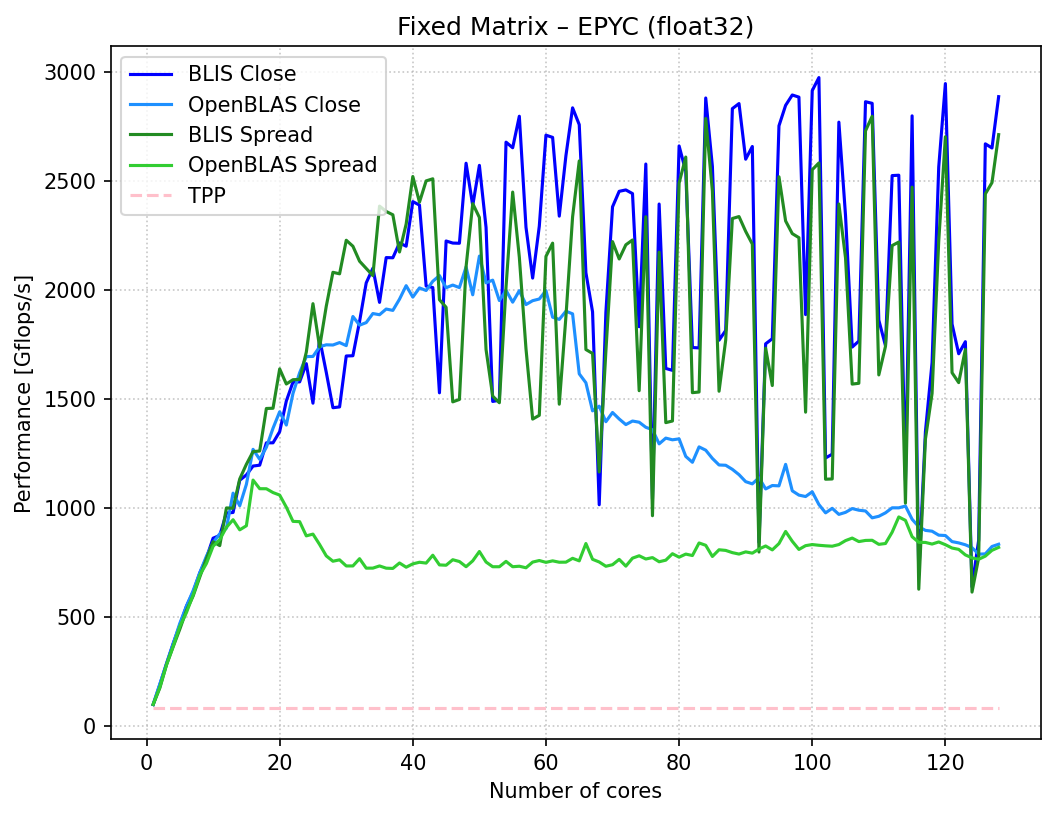 Fixed Matrix – EPYC (float32)
Performance [Gflops/s]
3000
2500
2000
1500
1000
500
0
BLIS Close
OpenBLAS Close
BLIS Spread
OpenBLAS Spread
TPP
0 20 40 60 80 100 120
Number of cores